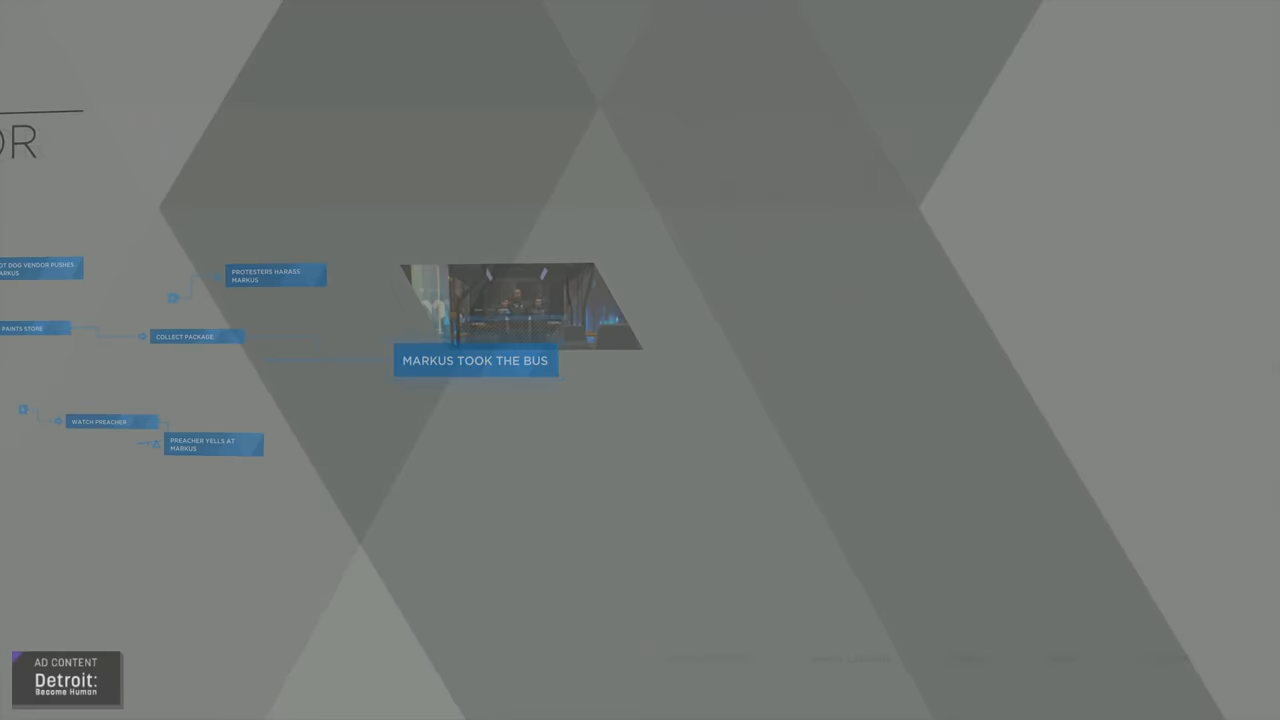 OR
OT DOG VENDOR PUSHES
ARKUS
PROTESTERS HARASS
MARKUS
PAINTS STORE
COLLECT PACKAGE
MARKUS TOOK THE BUS
WATCH PREACHER
PREACHER YELLS AT
MARKUS
AD CONTENT
Detroit:
Become Human